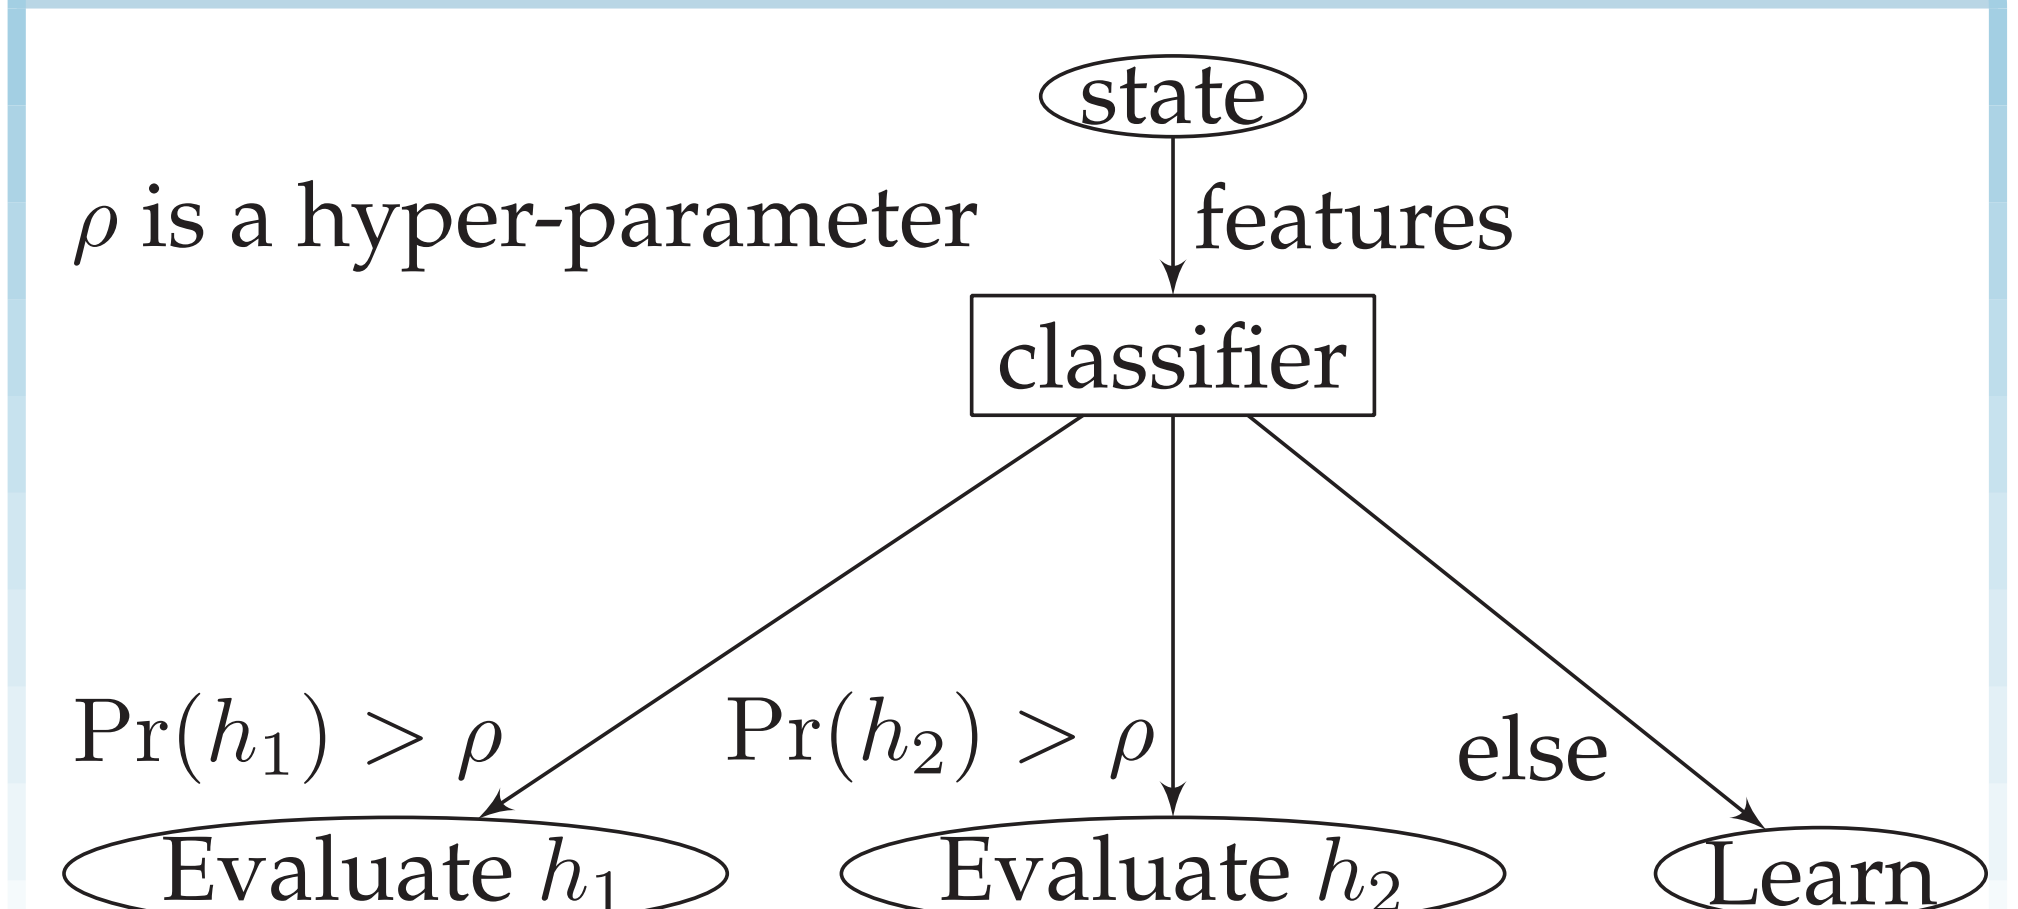 state
ρ is a hyper-parameter
features
classifier
Pr(h₁) > ρ
Pr(h₂) > ρ
else
Evaluate h₁
Evaluate h₂
Learn